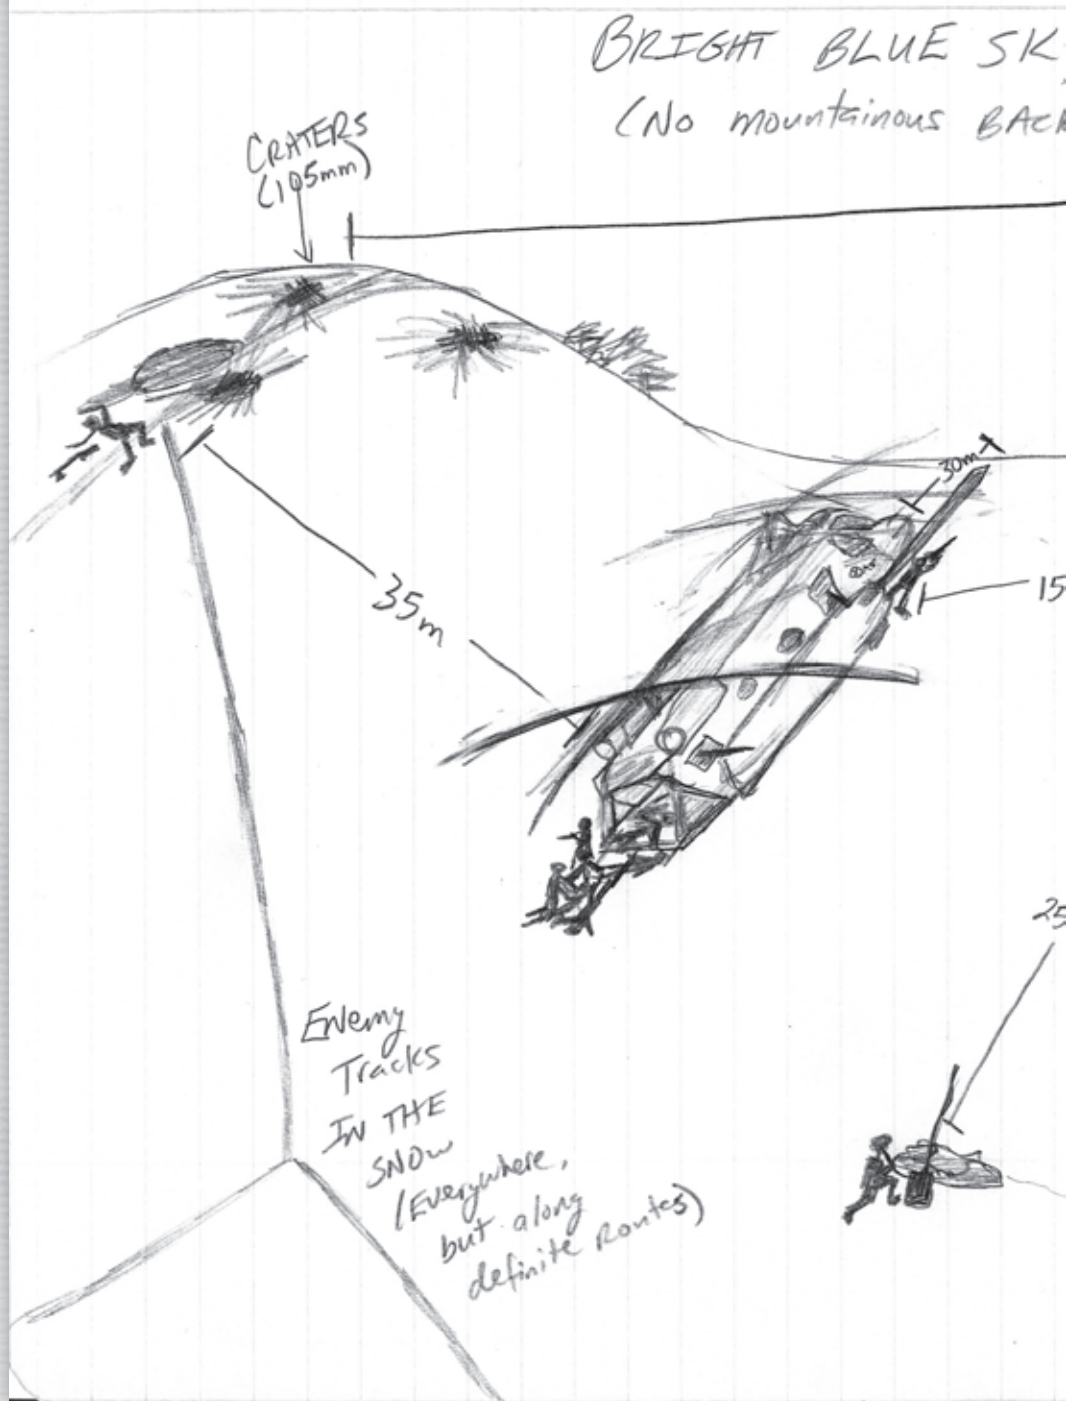 BRIGHT BLUE SK
(No mountainous BACK
CRATERS
(105mm)
30m
15
35m
25
ENemy
Tracks
IN THE
SNOW
(Everywhere,
but along
definite Routes)